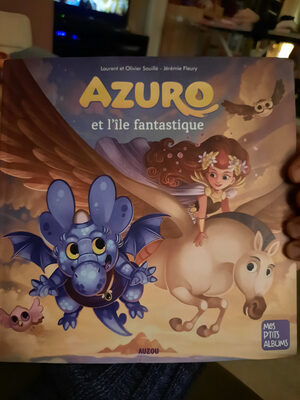 Laurent et Olivier Souillé - Jérémie Fleury
AZURO
et l'île fantastique
MES
P'TITS
ALBUMS
AUZOU